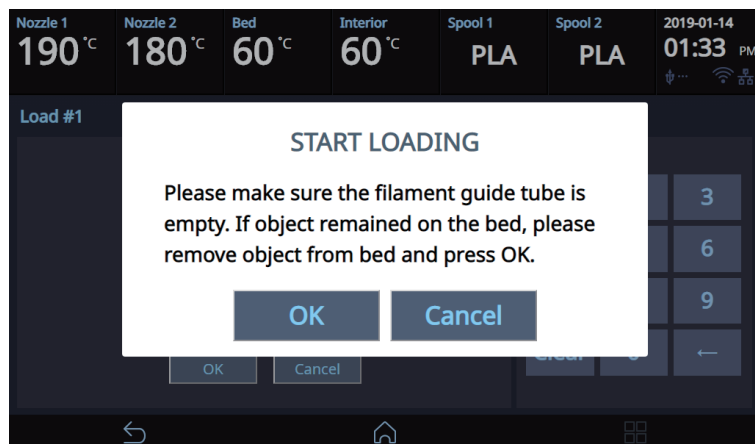 Nozzle 1
190 °C
Nozzle 2
180 °C
Bed
60 °C
Interior
60 °C
Spool 1
PLA
Spool 2
PLA
2019-01-14
01:33 PM
Load #1
START LOADING
Please make sure the filament guide tube is
empty. If object remained on the bed, please
remove object from bed and press OK.
OK
Cancel
3
6
9
Clear
OK
Cancel